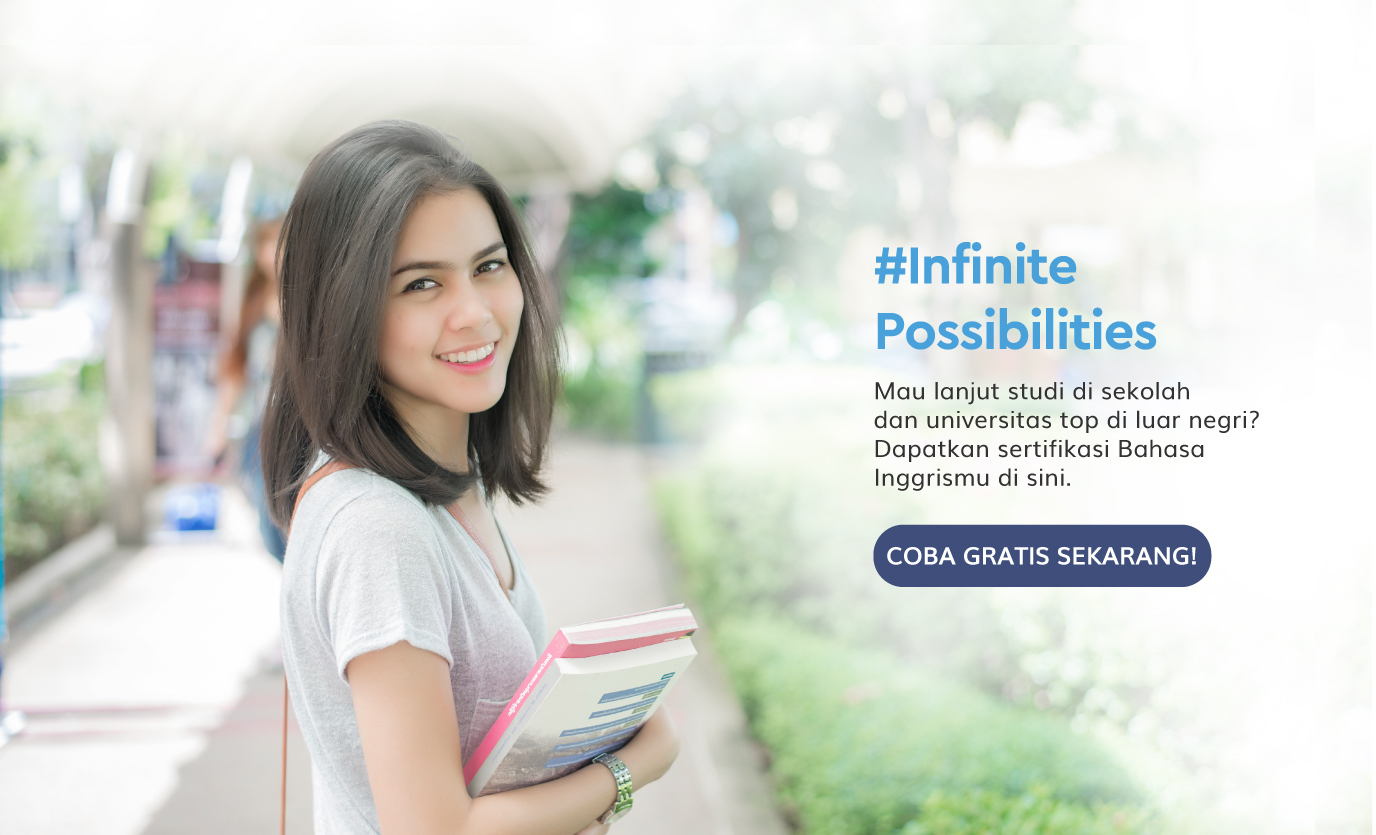 #Infinite
Possibilities
Mau lanjut studi di sekolah
dan universitas top di luar negri?
Dapatkan sertifikasi Bahasa
Inggrismu di sini.
COBA GRATIS SEKARANG!